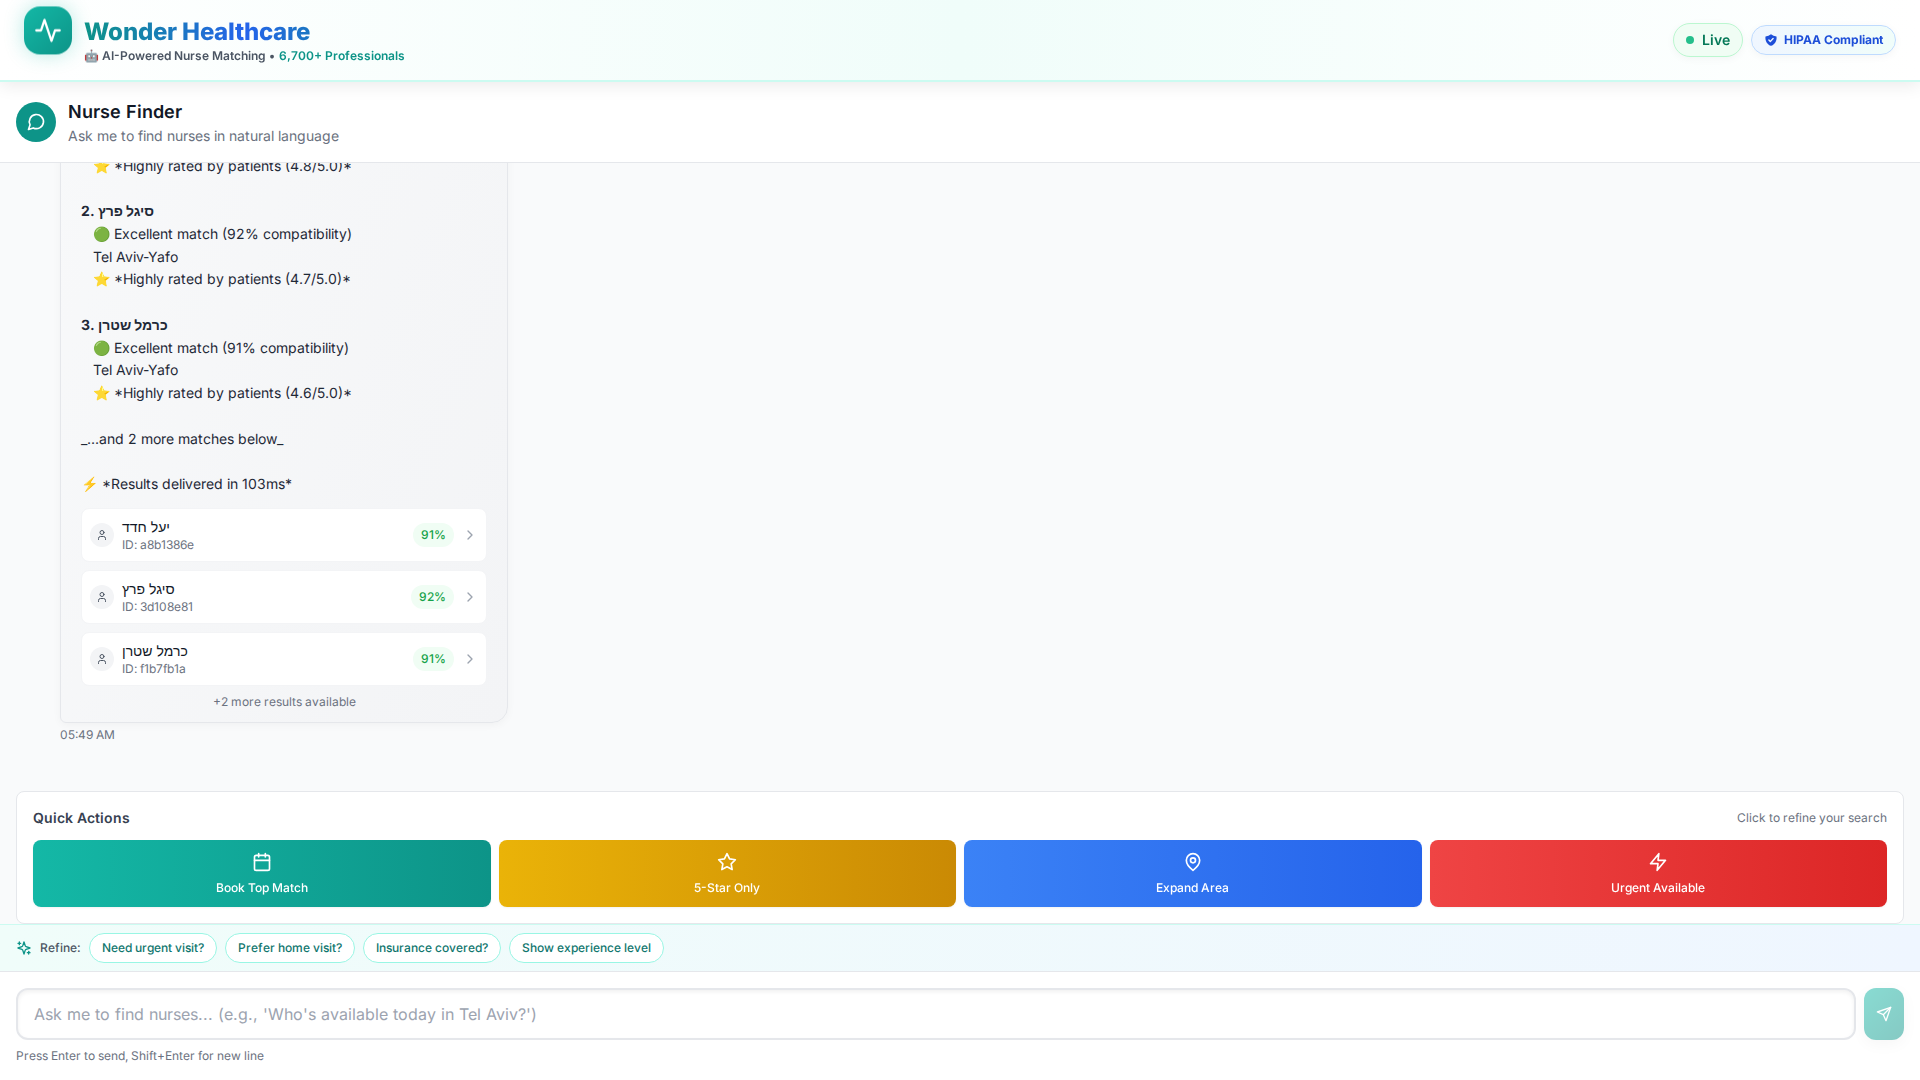 Wonder Healthcare
🤖 AI-Powered Nurse Matching • 6,700+ Professionals
Live
HIPAA Compliant
Nurse Finder
Ask me to find nurses in natural language
⭐ *Highly rated by patients (4.8/5.0)*
2. סיגל פרץ
🟢 Excellent match (92% compatibility)
Tel Aviv-Yafo
⭐ *Highly rated by patients (4.7/5.0)*
3. כרמל שטרן
🟢 Excellent match (91% compatibility)
Tel Aviv-Yafo
⭐ *Highly rated by patients (4.6/5.0)*
_...and 2 more matches below_
⚡ *Results delivered in 103ms*
יעל חדד
ID: a8b1386e
91%
סיגל פרץ
ID: 3d108e81
92%
כרמל שטרן
ID: f1b7fb1a
91%
+2 more results available
05:49 AM
Quick Actions
Click to refine your search
Book Top Match
5-Star Only
Expand Area
Urgent Available
Refine:
Need urgent visit?
Prefer home visit?
Insurance covered?
Show experience level
Ask me to find nurses... (e.g., 'Who's available today in Tel Aviv?')
Press Enter to send, Shift+Enter for new line